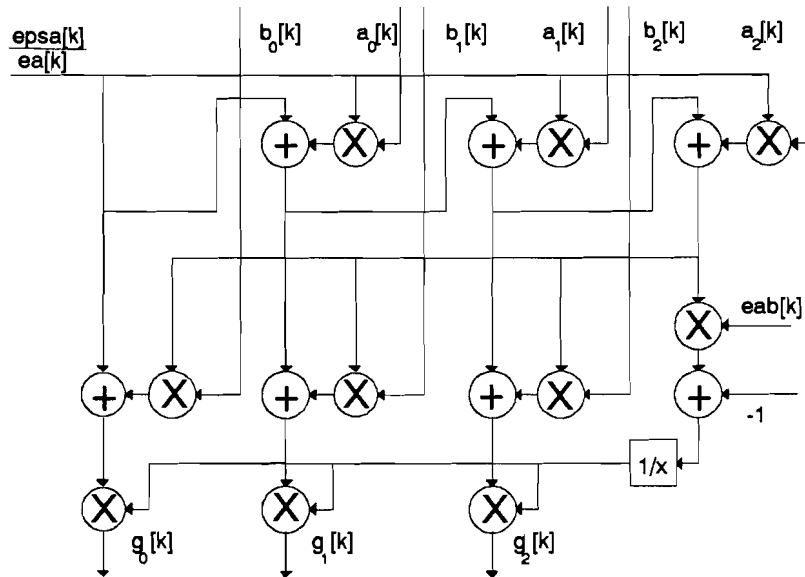 epsa[k] b₀[k] a₀[k] b₁[k] a₁[k] b₂[k] a₂[k]
ea[k]
+ X + X + X
X eab[k]
+ X + X + X +
-1
1/x
X X X
g₀[k] g₁[k] g₂[k]